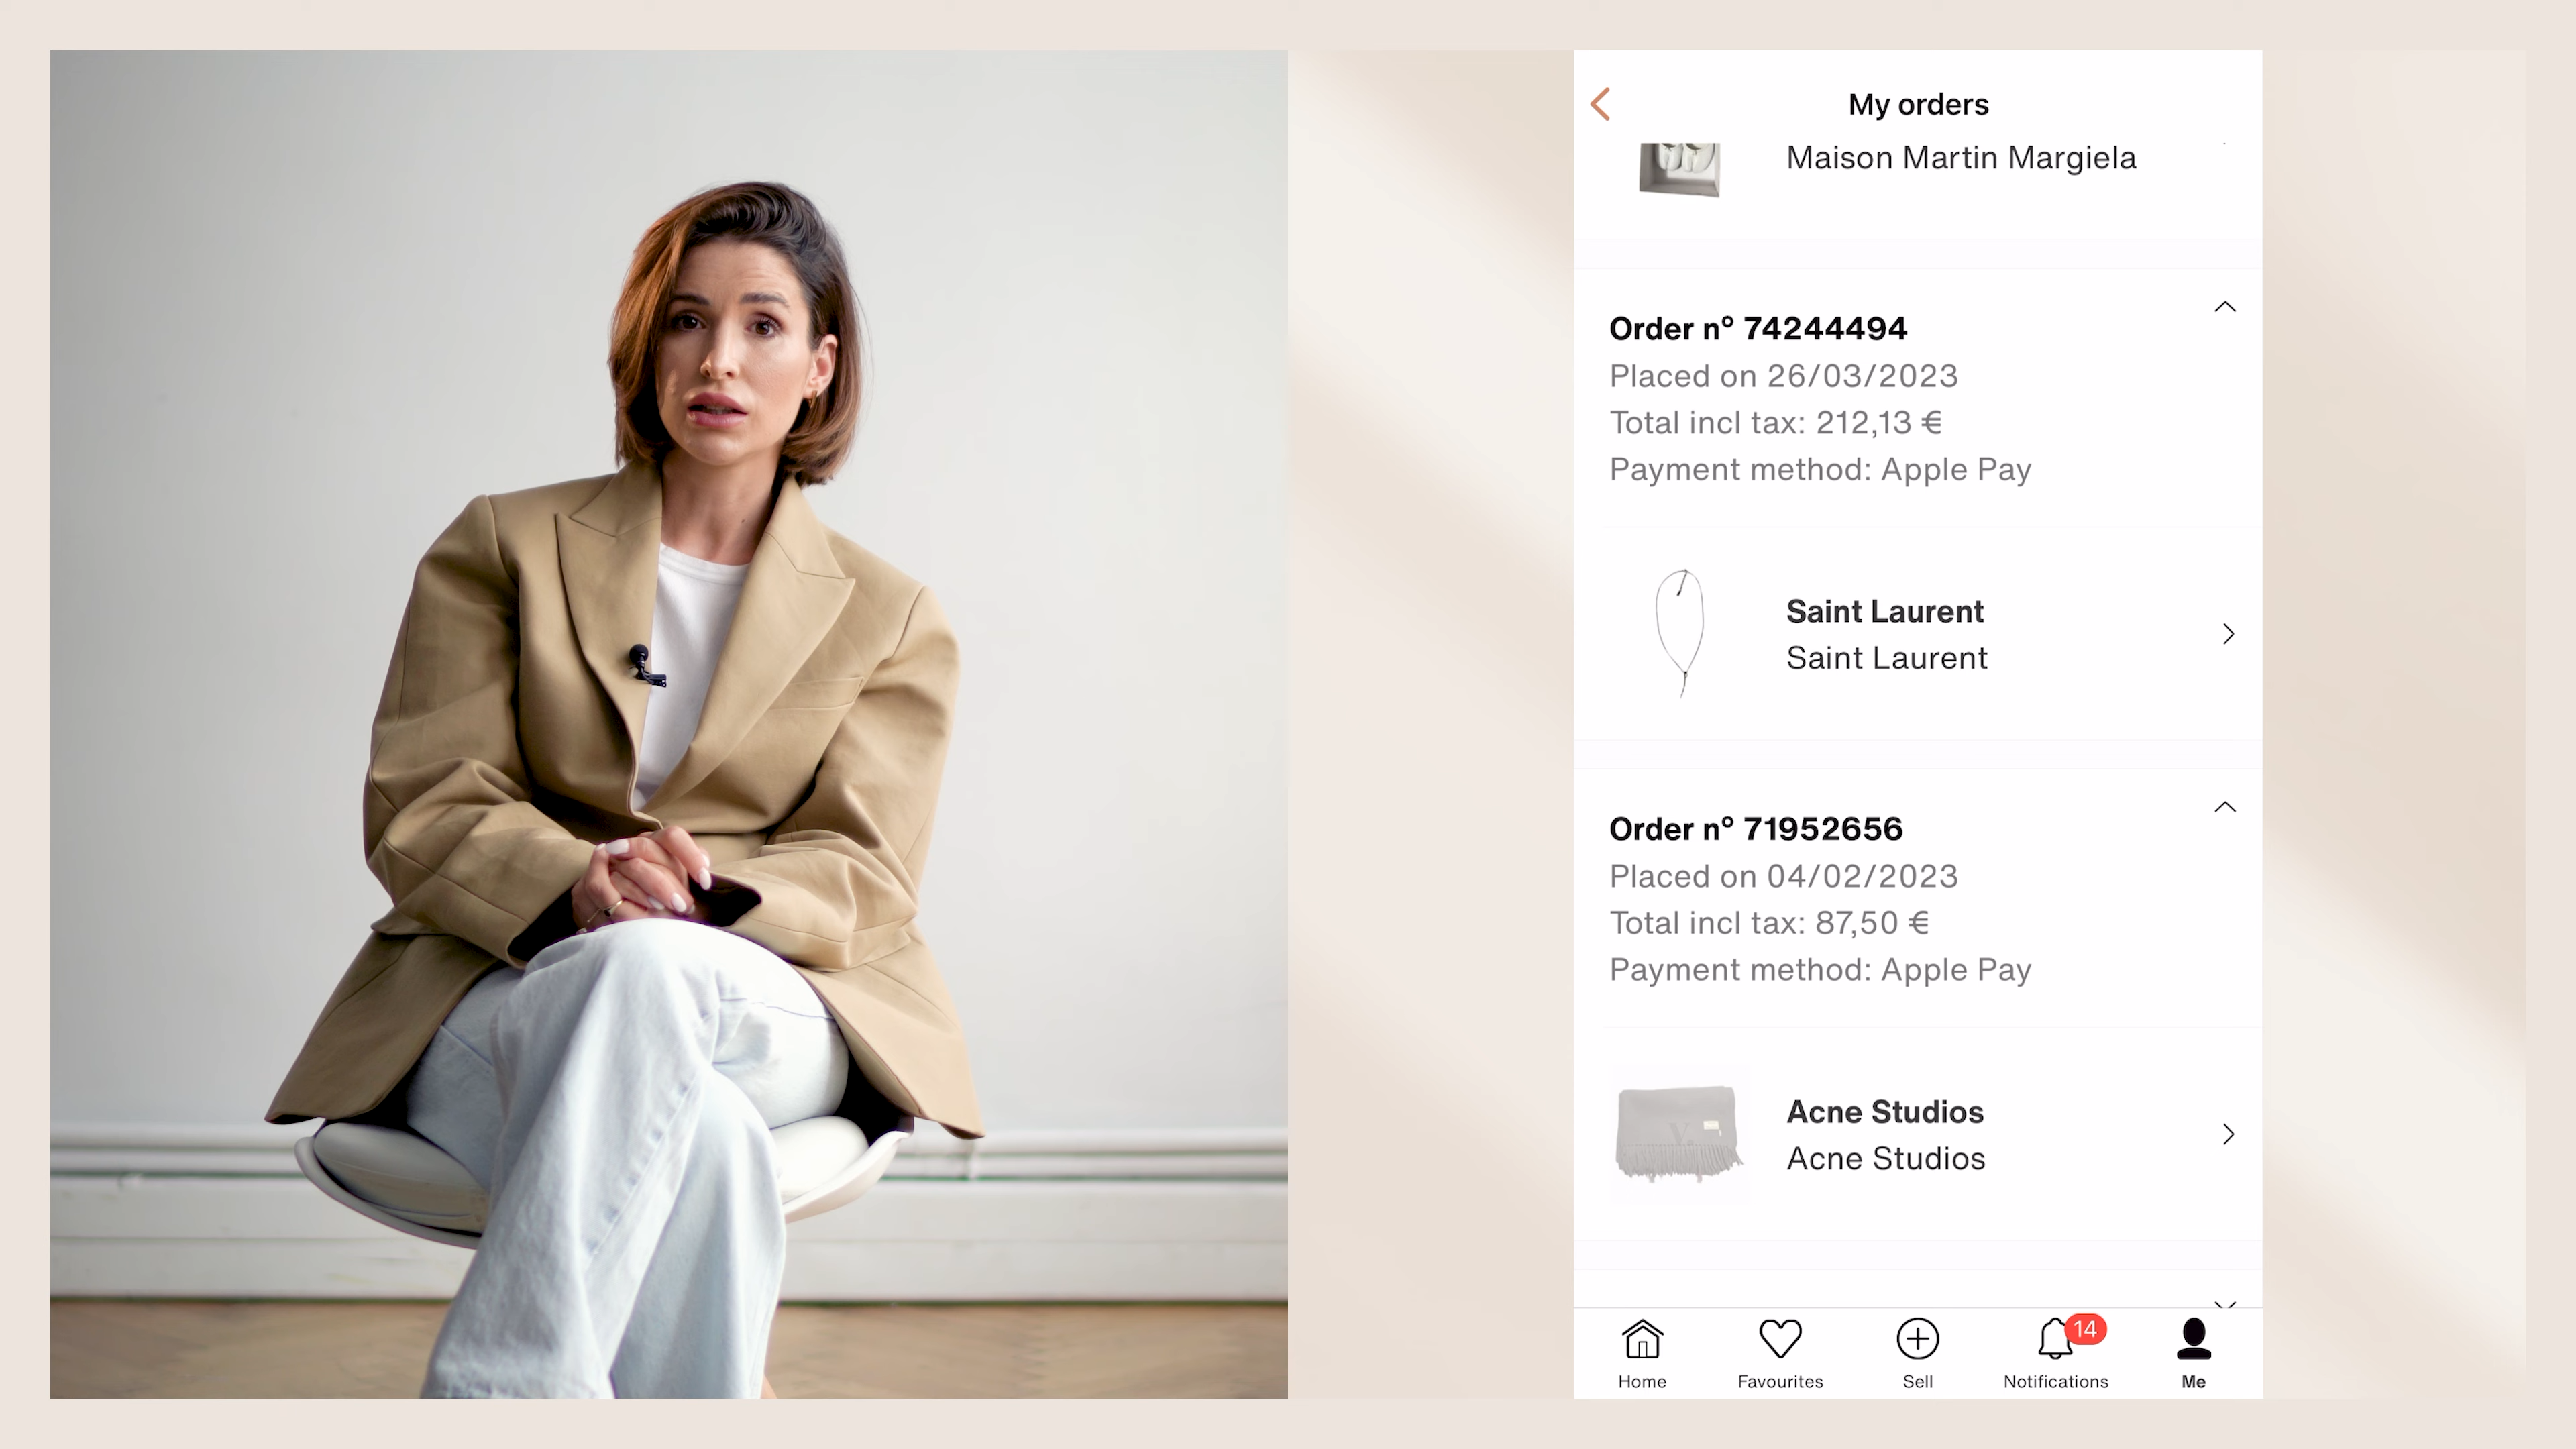 My orders
Maison Martin Margiela
Order nº 74244494
Placed on 26/03/2023
Total incl tax: 212,13 €
Payment method: Apple Pay
Saint Laurent
Saint Laurent
Order nº 71952656
Placed on 04/02/2023
Total incl tax: 87,50 €
Payment method: Apple Pay
Acne Studios
Acne Studios
14
Home
Favourites
Sell
Notifications
Me